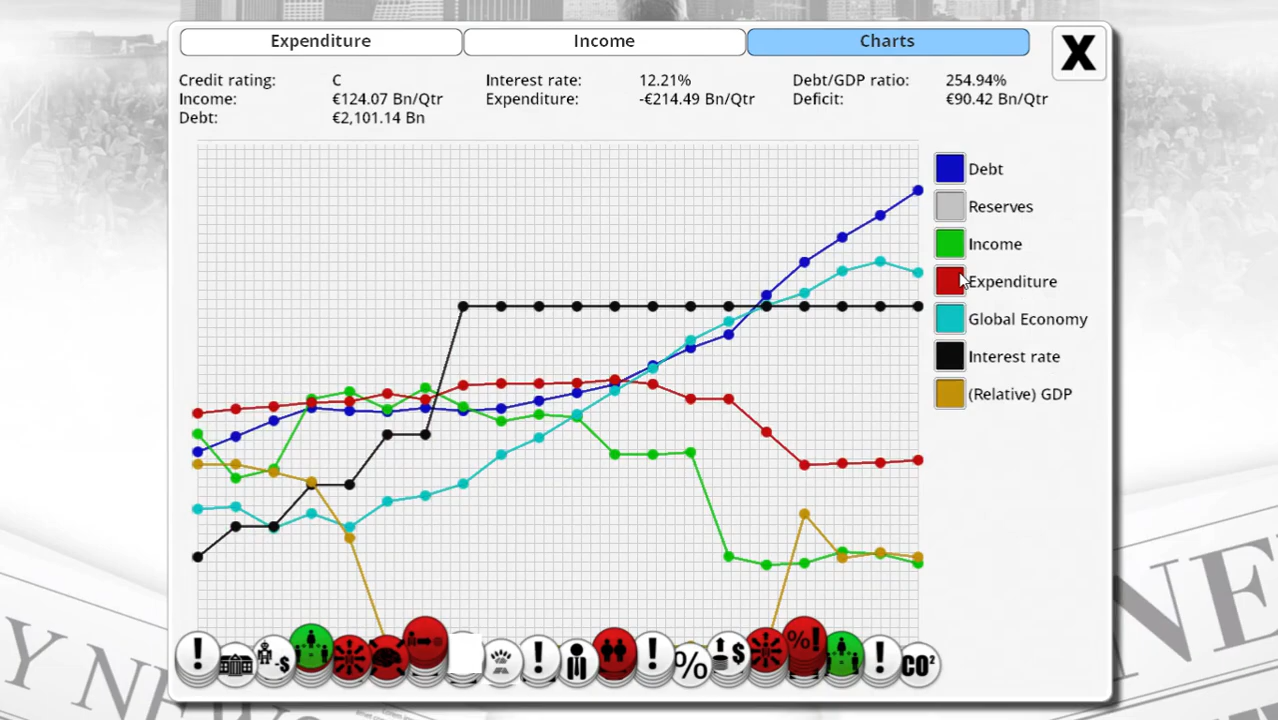 Expenditure Income Charts X
Credit rating: C Interest rate: 12.21% Debt/GDP ratio: 254.94%
Income: €124.07 Bn/Qtr Expenditure: -€214.49 Bn/Qtr Deficit: €90.42 Bn/Qtr
Debt: €2,101.14 Bn
Debt
Reserves
Income
Expenditure
Global Economy
Interest rate
(Relative) GDP
! -$ ! ! % $ %! ! CO²
Y NEWS
NE